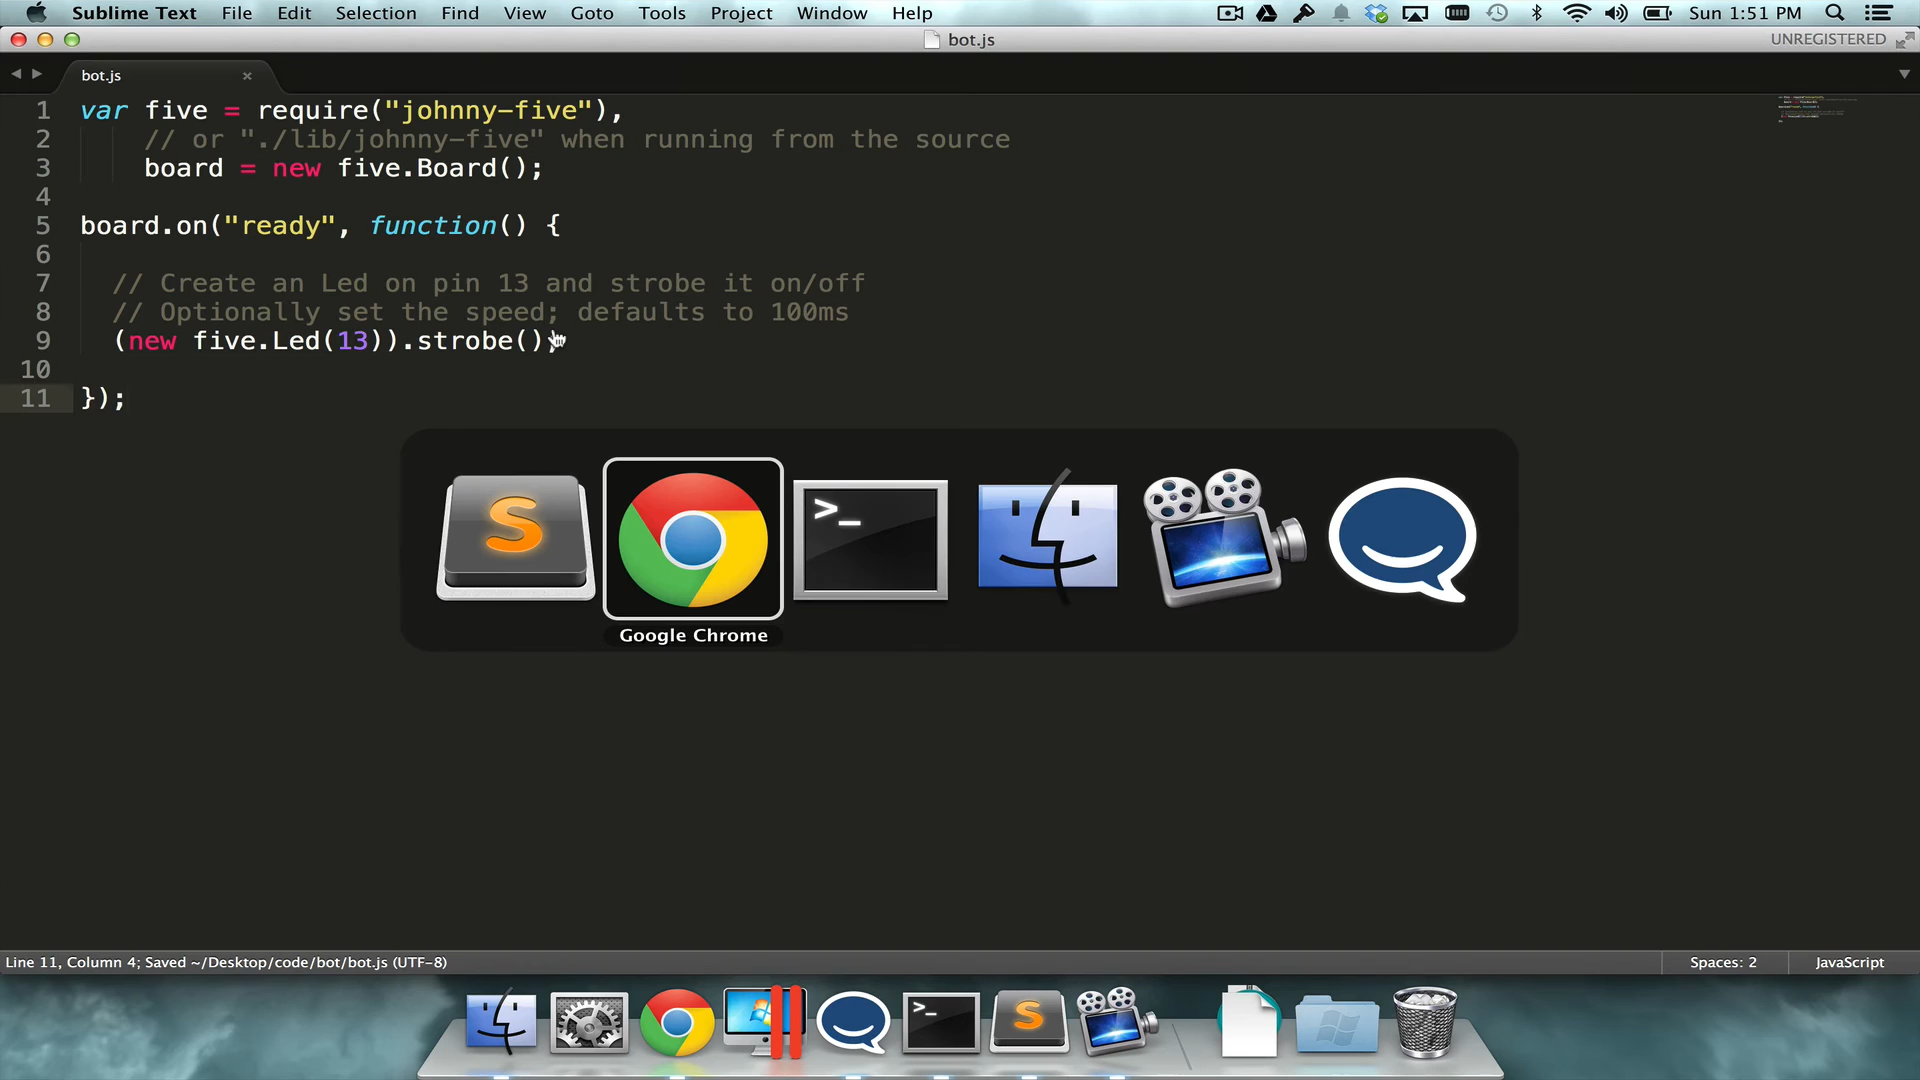 Sublime Text File Edit Selection Find View Goto Tools Project Window Help Sun 1:51 PM
bot.js UNREGISTERED
bot.js
1 var five = require("johnny-five"),
2 // or "./lib/johnny-five" when running from the source
3 board = new five.Board();
4
5 board.on("ready", function() {
6
7 // Create an Led on pin 13 and strobe it on/off
8 // Optionally set the speed; defaults to 100ms
9 (new five.Led(13)).strobe();
10
11 });
S >_
Google Chrome
Line 11, Column 4; Saved ~/Desktop/code/bot/bot.js (UTF-8) Spaces: 2 JavaScript
>_ S